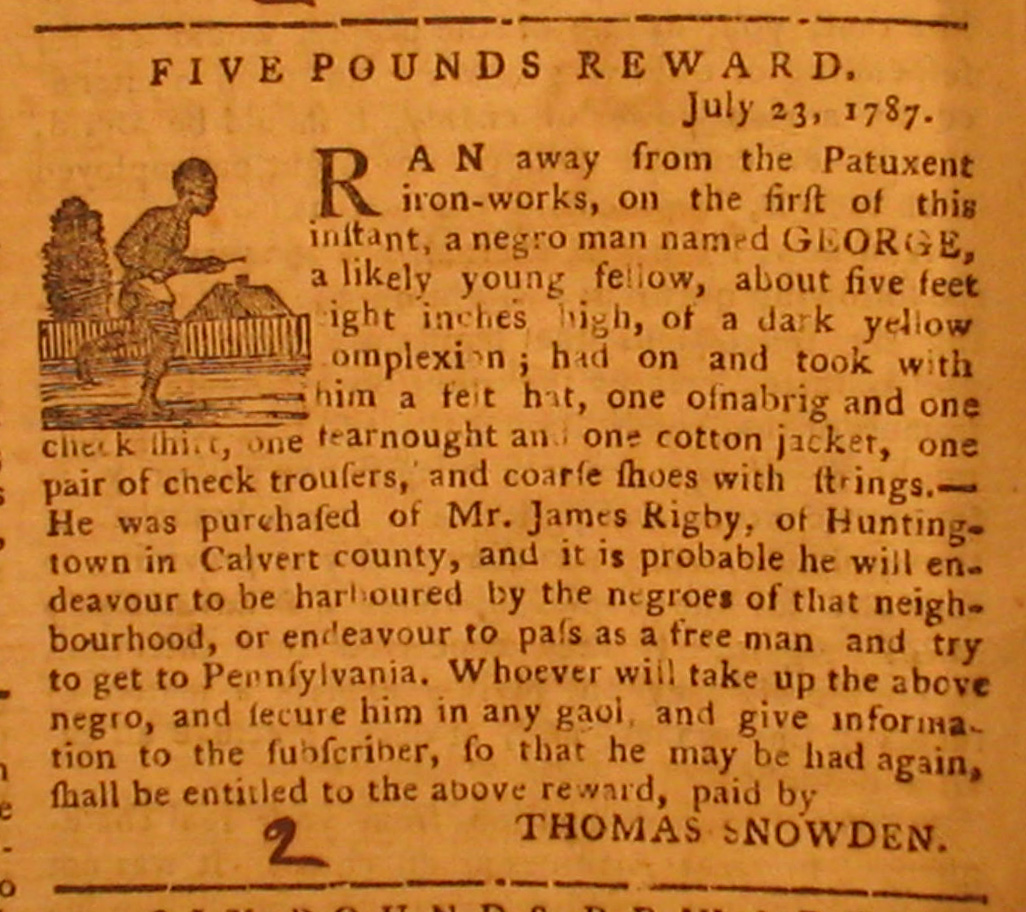 FIVE POUNDS REWARD.
July 23, 1787.
RAN away from the Patuxent
iron-works, on the firſt of this
inſtant, a negro man named GEORGE,
a likely young fellow, about five feet
ight inches high, of a dark yellow
omplexion; had on and took with
him a felt hat, one oſnabrig and one
check ſhirt, one fearnought and one cotton jacket, one
pair of check trouſers, and coarſe ſhoes with ſtrings.—
He was purchaſed of Mr. James Rigby, of Hunting-
town in Calvert county, and it is probable he will en-
deavour to be harboured by the negroes of that neigh-
bourhood, or endeavour to paſs as a free man and try
to get to Pennſylvania. Whoever will take up the above
negro, and ſecure him in any gaol, and give informa-
tion to the ſubſcriber, ſo that he may be had again,
ſhall be entitled to the above reward, paid by
2 THOMAS SNOWDEN.